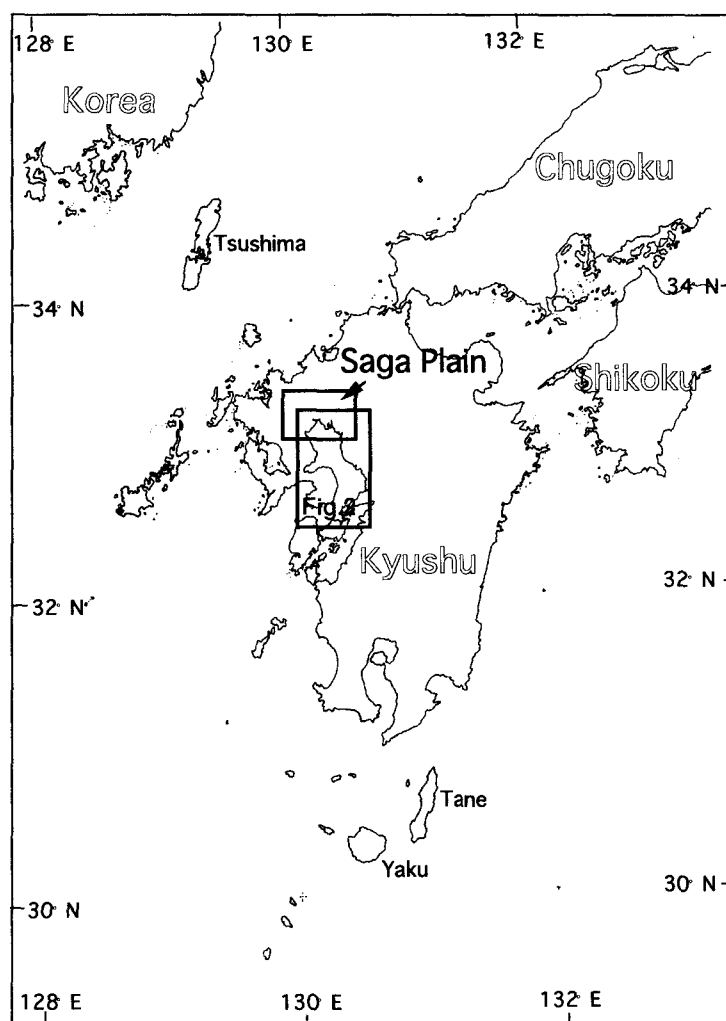 128° E 130° E 132° E
Korea
Chugoku
Tsushima
34° N 34° N
Saga Plain
Shikoku
Fig.2
Kyushu
32° N 32° N
Tane
Yaku
30° N 30° N
128° E 130° E 132° E